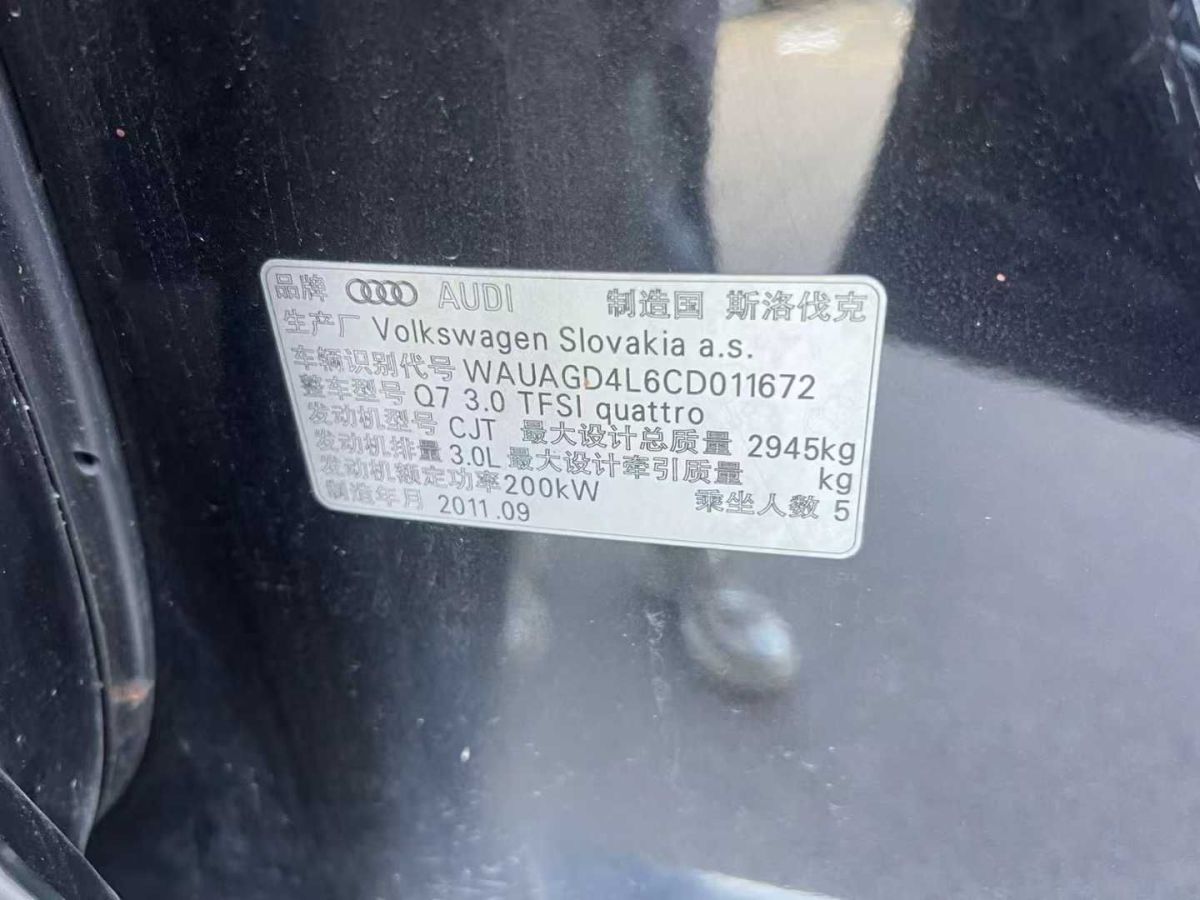 品牌 AUDI 制造国 斯洛伐克
生产厂 Volkswagen Slovakia a.s.
车辆识别代号 WAUAGD4L6CD011672
整车型号 Q7 3.0 TFSI quattro
发动机型号 CJT 最大设计总质量 2945kg
发动机排量 3.0L 最大设计牵引质量 kg
发动机额定功率 200kW 乘坐人数 5
制造年月 2011.09